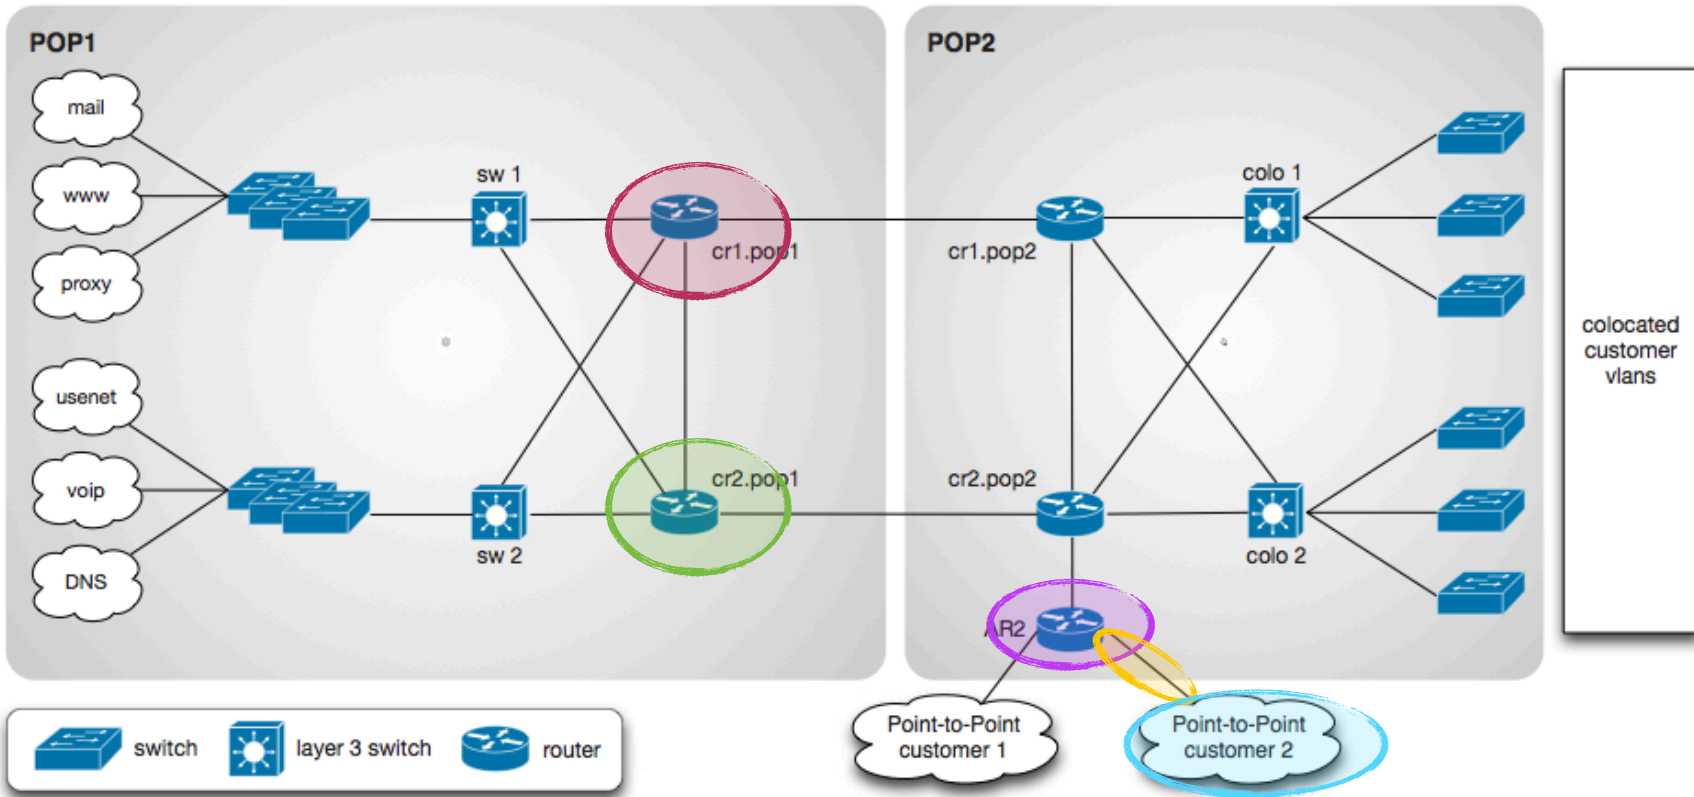 POP1
mail
www
proxy
usenet
voip
DNS
sw 1
sw 2
cr1.pop1
cr2.pop1
POP2
cr1.pop2
cr2.pop2
colo 1
colo 2
AR2
colocated
customer
vlans
switch
layer 3 switch
router
Point-to-Point
customer 1
Point-to-Point
customer 2